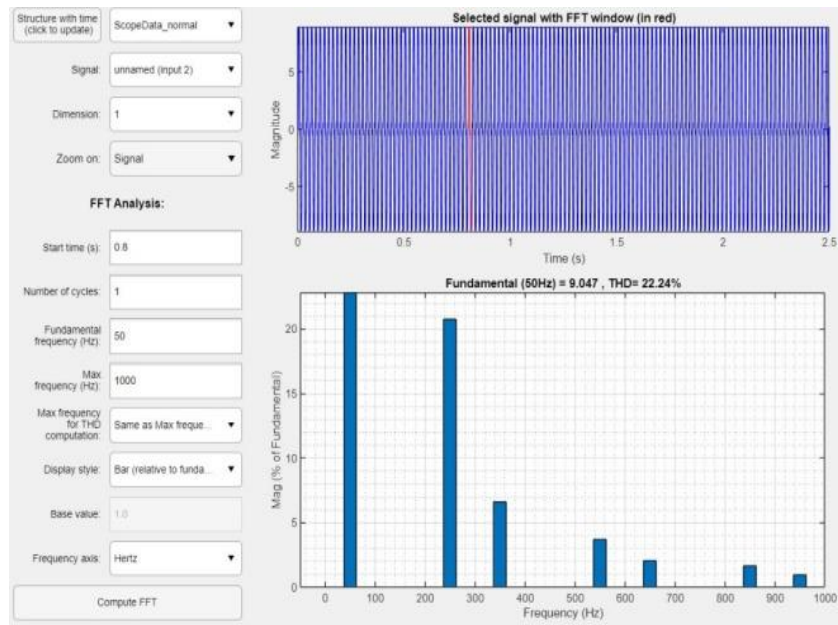 Structure with time
(click to update)
ScopeData_normal
Signal:
unnamed (input 2)
Dimension:
1
Zoom on:
Signal
FFT Analysis:
Start time (s):
0.8
Number of cycles:
1
Fundamental
frequency (Hz):
50
Max
frequency (Hz):
1000
Max frequency
for THD
computation:
Same as Max freque...
Display style:
Bar (relative to funda...
Base value:
1.0
Frequency axis:
Hertz
Compute FFT
Selected signal with FFT window (in red)
Magnitude
5
0
-5
0 0.5 1 1.5 2 2.5
Time (s)
Fundamental (50Hz) = 9.047 , THD= 22.24%
Mag (% of Fundamental)
20
15
10
5
0
0 100 200 300 400 500 600 700 800 900 1000
Frequency (Hz)